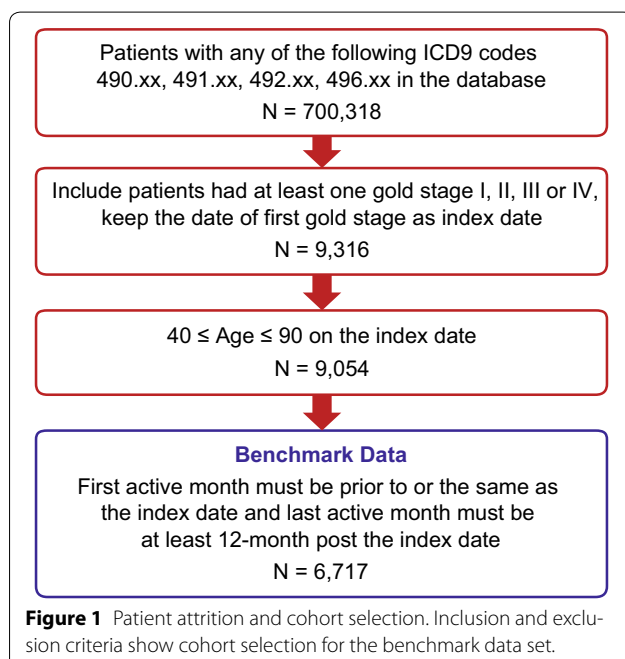 Patients with any of the following ICD9 codes
490.xx, 491.xx, 492.xx, 496.xx in the database
N = 700,318
Include patients had at least one gold stage I, II, III or IV,
keep the date of first gold stage as index date
N = 9,316
40 ≤ Age ≤ 90 on the index date
N = 9,054
Benchmark Data
First active month must be prior to or the same as
the index date and last active month must be
at least 12-month post the index date
N = 6,717
Figure 1 Patient attrition and cohort selection. Inclusion and exclu-
sion criteria show cohort selection for the benchmark data set.